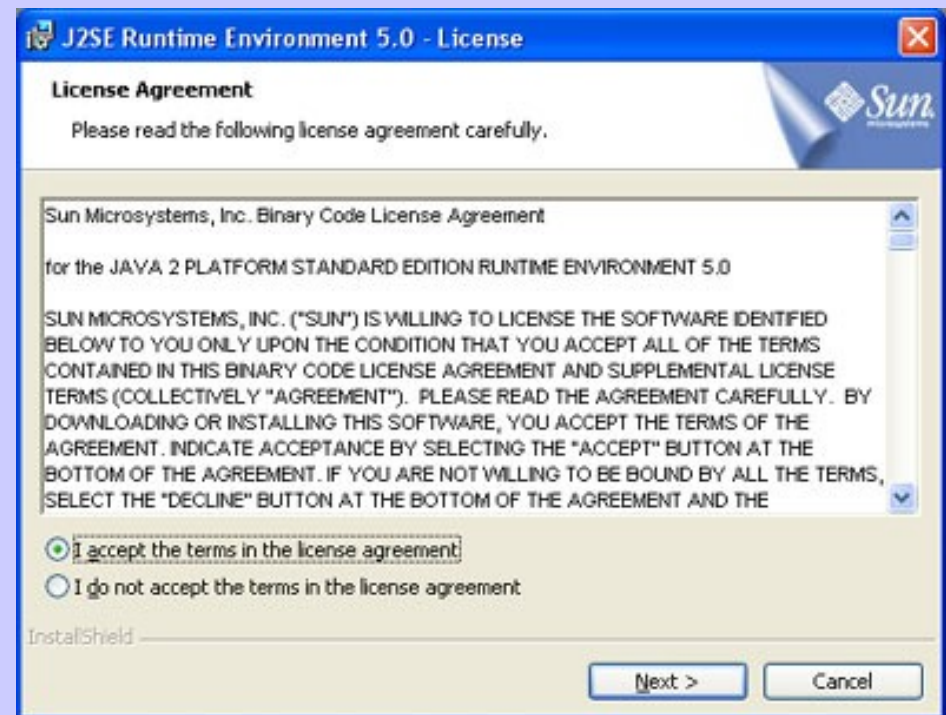 J2SE Runtime Environment 5.0 - License
License Agreement
Please read the following license agreement carefully.
Sun
microsystems
Sun Microsystems, Inc. Binary Code License Agreement
for the JAVA 2 PLATFORM STANDARD EDITION RUNTIME ENVIRONMENT 5.0
SUN MICROSYSTEMS, INC. ("SUN") IS WILLING TO LICENSE THE SOFTWARE IDENTIFIED
BELOW TO YOU ONLY UPON THE CONDITION THAT YOU ACCEPT ALL OF THE TERMS
CONTAINED IN THIS BINARY CODE LICENSE AGREEMENT AND SUPPLEMENTAL LICENSE
TERMS (COLLECTIVELY "AGREEMENT").  PLEASE READ THE AGREEMENT CAREFULLY.  BY
DOWNLOADING OR INSTALLING THIS SOFTWARE, YOU ACCEPT THE TERMS OF THE
AGREEMENT. INDICATE ACCEPTANCE BY SELECTING THE "ACCEPT" BUTTON AT THE
BOTTOM OF THE AGREEMENT. IF YOU ARE NOT WILLING TO BE BOUND BY ALL THE TERMS,
SELECT THE "DECLINE" BUTTON AT THE BOTTOM OF THE AGREEMENT AND THE
I accept the terms in the license agreement
I do not accept the terms in the license agreement
InstallShield
Next >
Cancel